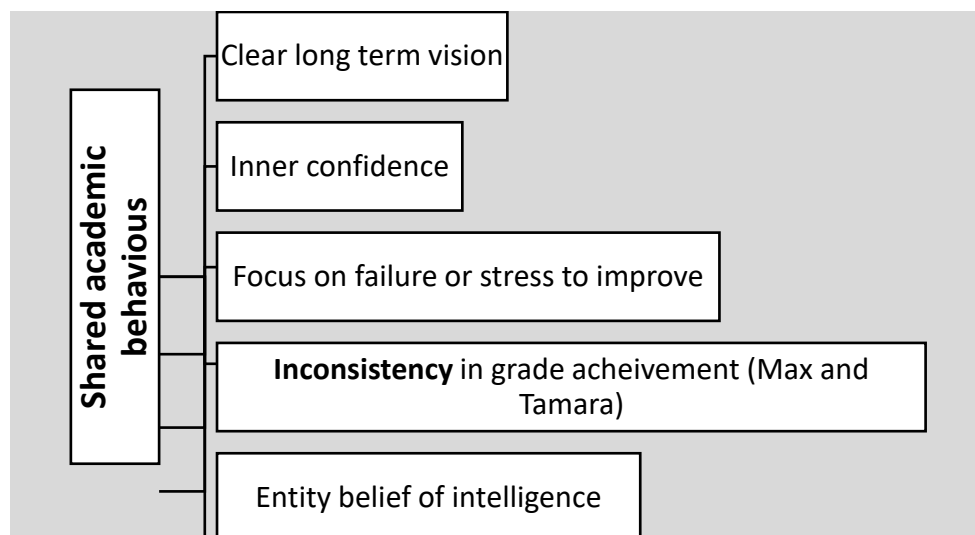 Shared academic
behavious
Clear long term vision
Inner confidence
Focus on failure or stress to improve
Inconsistency in grade acheivement (Max and
Tamara)
Entity belief of intelligence